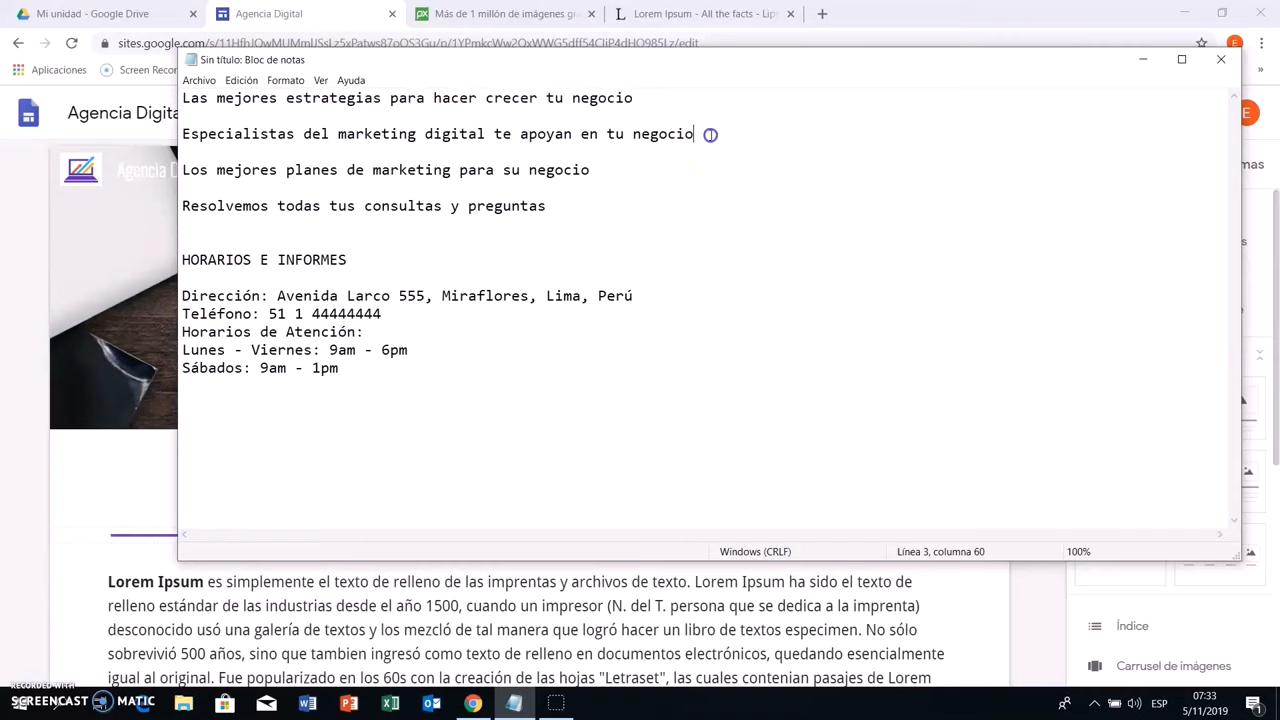 Mi unidad - Google Drive
Agencia Digital
Más de 1 millón de imágenes gra
Lorem Ipsum - All the facts - Lip
sites.google.com/s/
/edit
Aplicaciones
Screen Recor
Sin título: Bloc de notas
Archivo Edición Formato Ver Ayuda
Agencia Digital
E
Agencia D
Las mejores estrategias para hacer crecer tu negocio
Especialistas del marketing digital te apoyan en tu negocio
Los mejores planes de marketing para su negocio
Resolvemos todas tus consultas y preguntas
HORARIOS E INFORMES
Dirección: Avenida Larco 555, Miraflores, Lima, Perú
Teléfono: 51 1 44444444
Horarios de Atención:
Lunes - Viernes: 9am - 6pm
Sábados: 9am - 1pm
Windows (CRLF)
Línea 3, columna 60
100%
Lorem Ipsum es simplemente el texto de relleno de las imprentas y archivos de texto. Lorem Ipsum ha sido el texto de
relleno estándar de las industrias desde el año 1500, cuando un impresor (N. del T. persona que se dedica a la imprenta)
desconocido usó una galería de textos y los mezcló de tal manera que logró hacer un libro de textos especimen. No sólo
sobrevivió 500 años, sino que tambien ingresó como texto de relleno en documentos electrónicos, quedando esencialmente
igual al original. Fue popularizado en los 60s con la creación de las hojas "Letraset", las cuales contenian pasajes de Lorem
Índice
Carrusel de imágenes
RECORDED WITH
SCREENCAST MATIC
ESP
07:33
5/11/2019